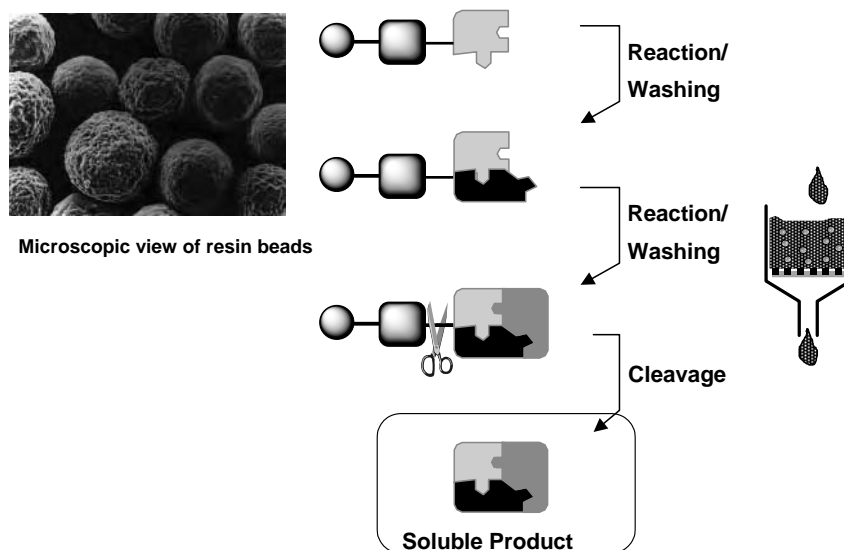 Reaction/
Washing
Microscopic view of resin beads
Reaction/
Washing
Cleavage
Soluble Product